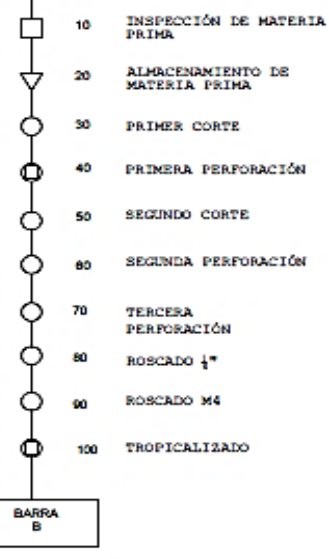 10 INSPECCIÓN DE MATERIA
PRIMA
20 ALMACENAMIENTO DE
MATERIA PRIMA
30 PRIMER CORTE
40 PRIMERA PERFORACIÓN
50 SEGUNDO CORTE
60 SEGUNDA PERFORACIÓN
70 TERCERA
PERFORACIÓN
80 ROSCADO ¼"
90 ROSCADO M4
100 TROPICALIZADO
BARRA
B